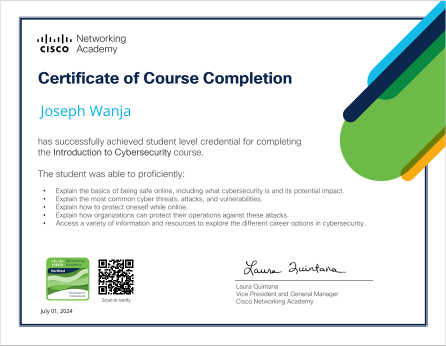 Networking
CISCO Academy
Certificate of Course Completion
Joseph Wanja
has successfully achieved student level credential for completing
the Introduction to Cybersecurity course.
The student was able to proficiently:
• Explain the basics of being safe online, including what cybersecurity is and its potential impact.
• Explain the most common cyber threats, attacks, and vulnerabilities.
• Explain how to protect oneself while online.
• Explain how organizations can protect their operations against these attacks.
• Access a variety of information and resources to explore the different career options in cybersecurity.
CISCO
Verified
Laura Quintana
Scan to Verify
Laura Quintana
Vice President and General Manager
Cisco Networking Academy
July 01, 2024